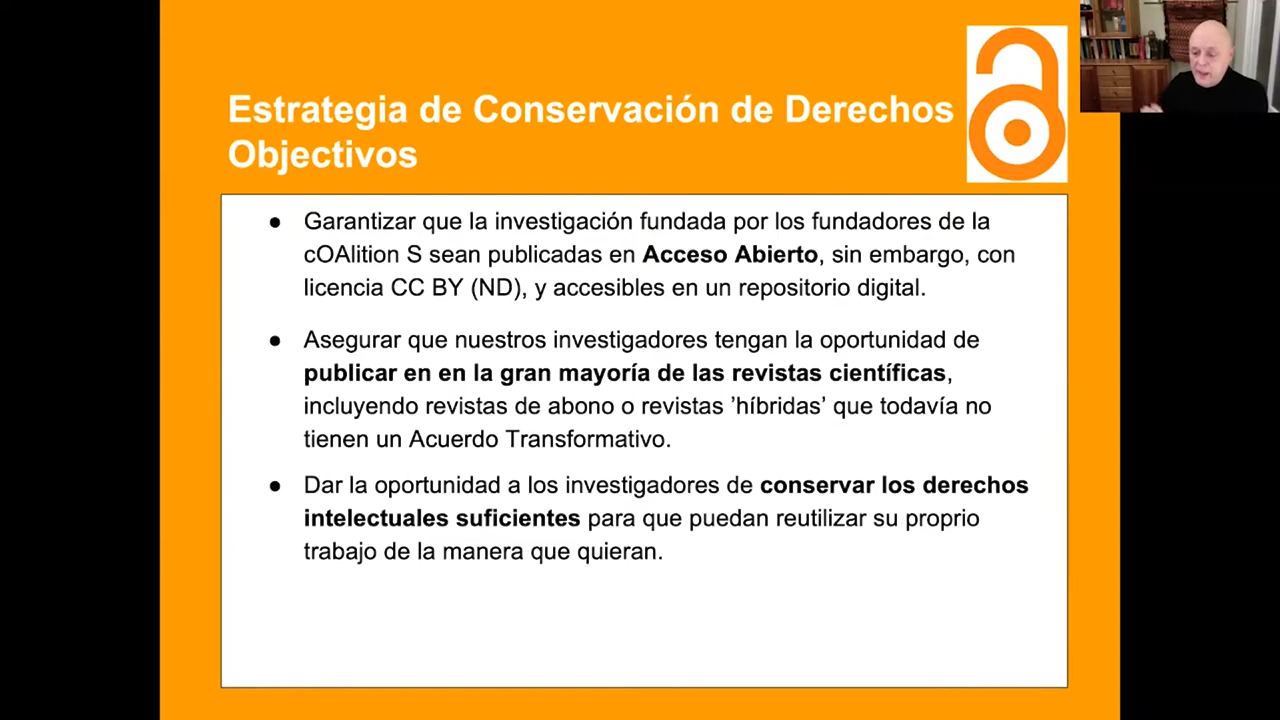 Estrategia de Conservación de Derechos
Objectivos
● Garantizar que la investigación fundada por los fundadores de la
cOAlition S sean publicadas en Acceso Abierto, sin embargo, con
licencia CC BY (ND), y accesibles en un repositorio digital.
● Asegurar que nuestros investigadores tengan la oportunidad de
publicar en en la gran mayoría de las revistas científicas,
incluyendo revistas de abono o revistas ’híbridas’ que todavía no
tienen un Acuerdo Transformativo.
● Dar la oportunidad a los investigadores de conservar los derechos
intelectuales suficientes para que puedan reutilizar su proprio
trabajo de la manera que quieran.